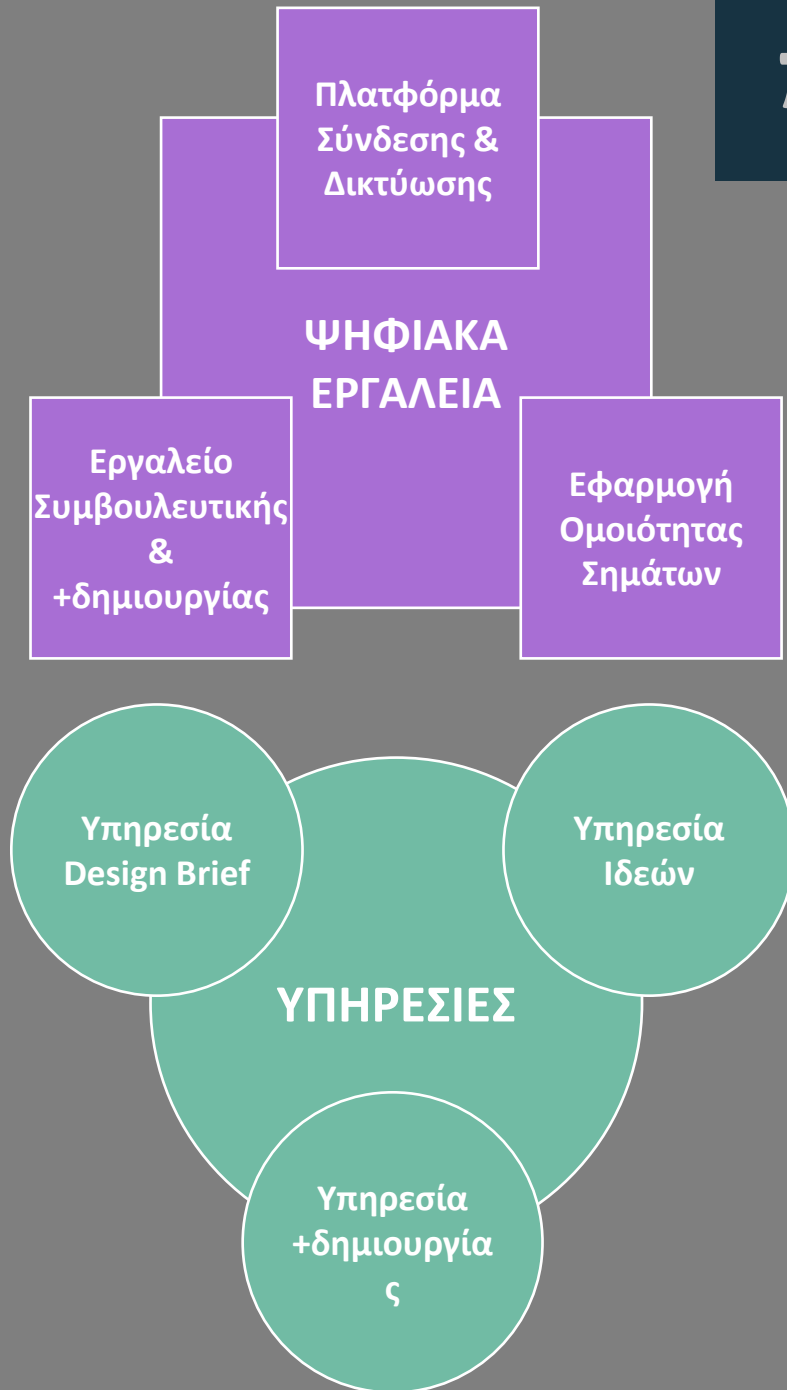 Πλατφόρμα
Σύνδεσης &
Δικτύωσης
ΨΗΦΙΑΚΑ
ΕΡΓΑΛΕΙΑ
Εργαλείο
Συμβουλευτικής
&
+δημιουργίας
Εφαρμογή
Ομοιότητας
Σημάτων
Υπηρεσία
Design Brief
Υπηρεσία
Ιδεών
ΥΠΗΡΕΣΙΕΣ
Υπηρεσία
+δημιουργία
ς